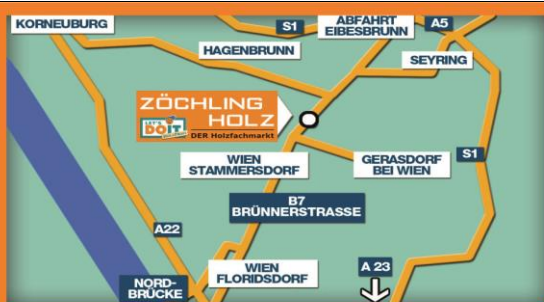 KORNEUBURG
S1
ABFAHRT
EIBESBRUNN
A5
HAGENBRUNN
SEYRING
ZÖCHLING
HOLZ
LET'S
DOIT
DER Holzfachmarkt
WIEN
STAMMERSDORF
GERASDORF
BEI WIEN
S1
B7
BRÜNNERSTRASSE
A22
WIEN
FLORIDSDORF
A 23
NORD-
BRÜCKE